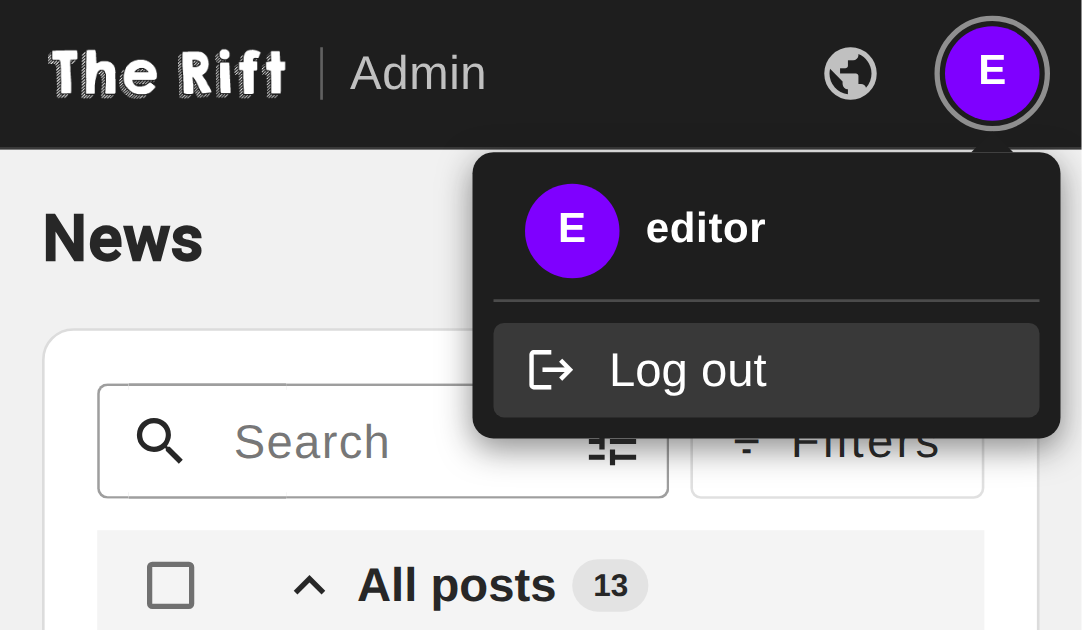 The Rift Admin E
E editor
News
Log out
Search Filters
All posts 13